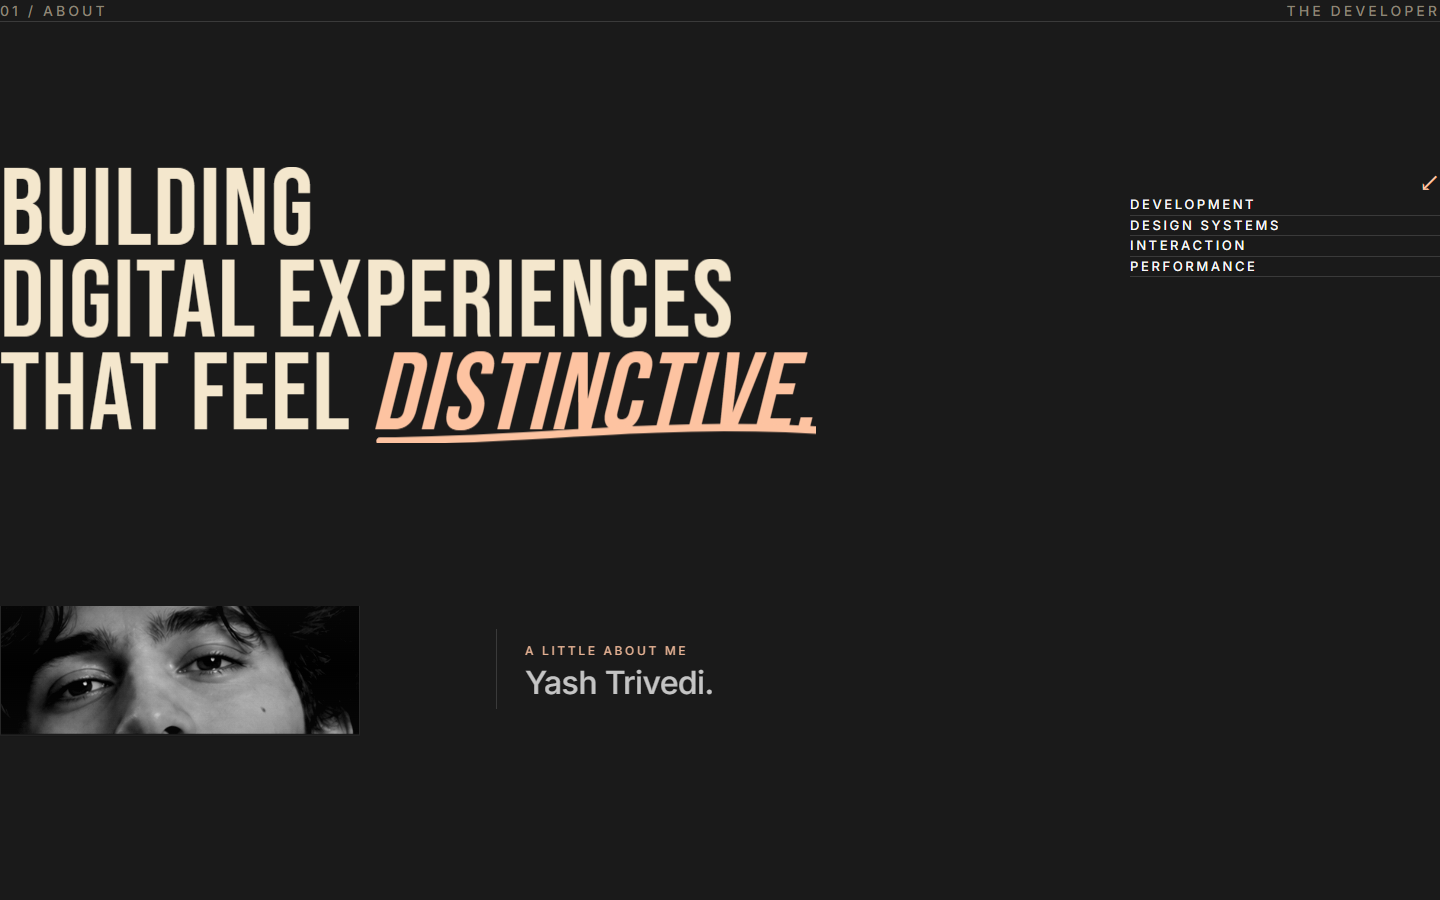 01 / ABOUT
THE DEVELOPER
BUILDING
DIGITAL EXPERIENCES
THAT FEEL DISTINCTIVE.
DEVELOPMENT
DESIGN SYSTEMS
INTERACTION
PERFORMANCE
A LITTLE ABOUT ME
Yash Trivedi.